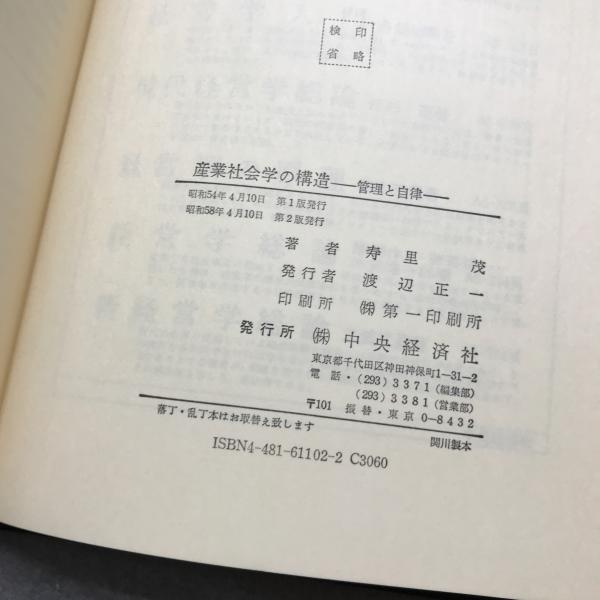 検印
省略
産業社会学の構造――管理と自律――
昭和54年4月10日 第1版発行
昭和58年4月10日 第2版発行
著者 寿里茂
発行者 渡辺正一
印刷所 ㈱第一印刷所
発行所 ㈱中央経済社
東京都千代田区神田神保町1-31-2
電話・(293)3371(編集部)
(293)3381(営業部)
〒101 振替・東京0-8432
落丁・乱丁本はお取替え致します
関川製本
ISBN4-481-61102-2 C3060